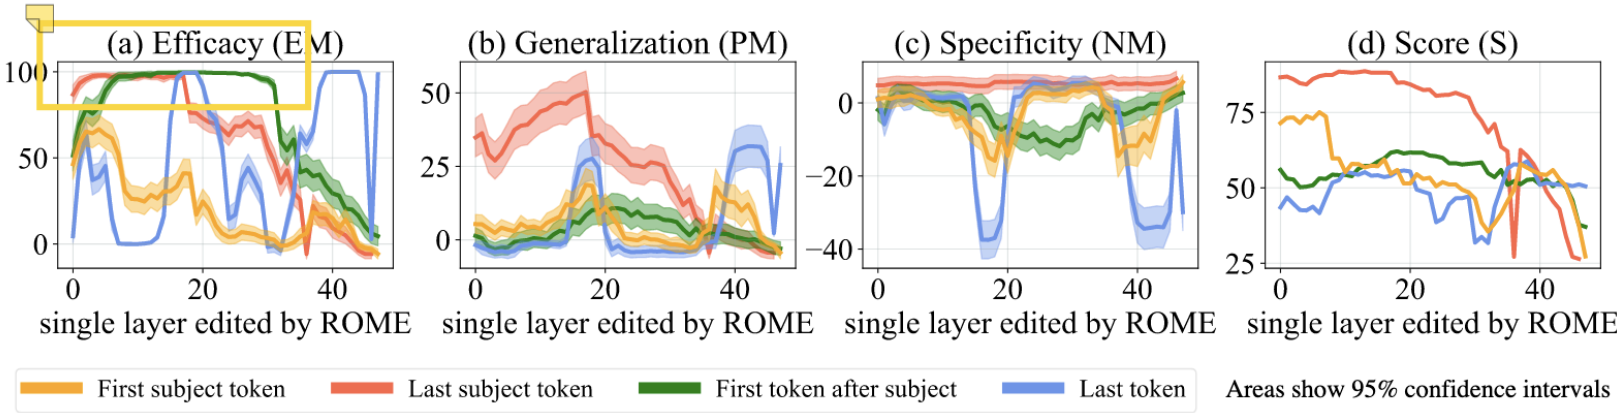 (a) Efficacy (EM)
100
50
0
0 20 40
single layer edited by ROME
(b) Generalization (PM)
50
25
0
0 20 40
single layer edited by ROME
(c) Specificity (NM)
0
−20
−40
0 20 40
single layer edited by ROME
(d) Score (S)
75
50
25
0 20 40
single layer edited by ROME
First subject token Last subject token First token after subject Last token Areas show 95% confidence intervals